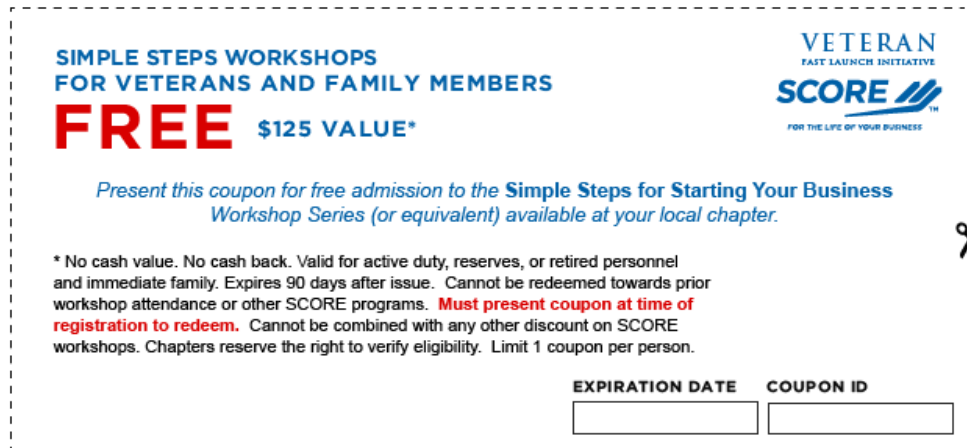 SIMPLE STEPS WORKSHOPS
FOR VETERANS AND FAMILY MEMBERS
FREE $125 VALUE*
VETERAN
FAST LAUNCH INITIATIVE
SCORE
TM
FOR THE LIFE OF YOUR BUSINESS
Present this coupon for free admission to the Simple Steps for Starting Your Business
Workshop Series (or equivalent) available at your local chapter.
* No cash value. No cash back. Valid for active duty, reserves, or retired personnel
and immediate family. Expires 90 days after issue. Cannot be redeemed towards prior
workshop attendance or other SCORE programs. Must present coupon at time of
registration to redeem. Cannot be combined with any other discount on SCORE
workshops. Chapters reserve the right to verify eligibility. Limit 1 coupon per person.
EXPIRATION DATE COUPON ID